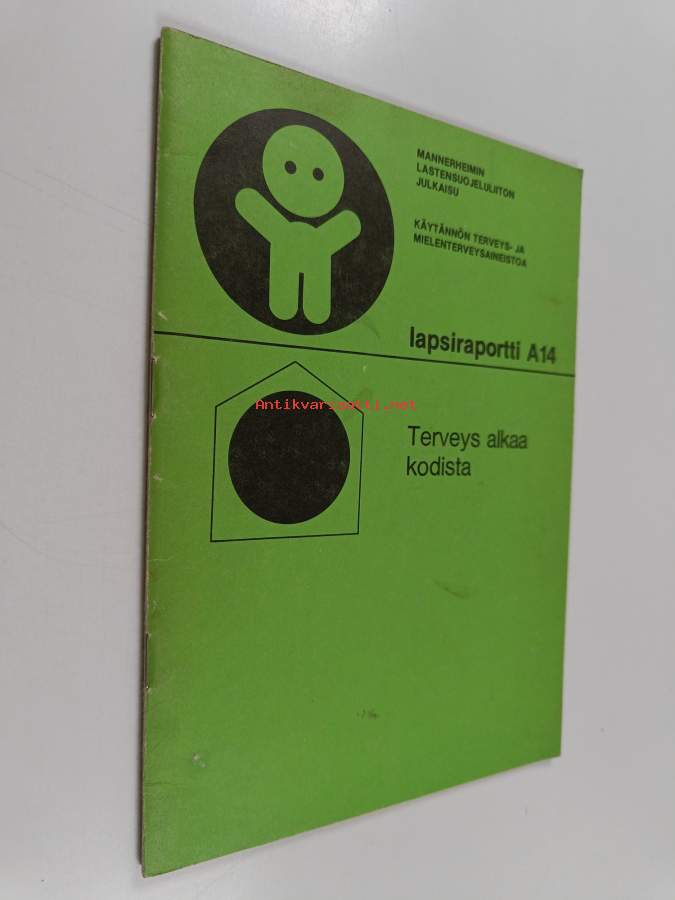 MANNERHEIMIN
LASTENSUOJELULIITON
JULKAISU
KÄYTÄNNÖN TERVEYS- JA
MIELENTERVEYSAINEISTOA
lapsiraportti A14
Antikvariaatti.net
Terveys alkaa
kodista